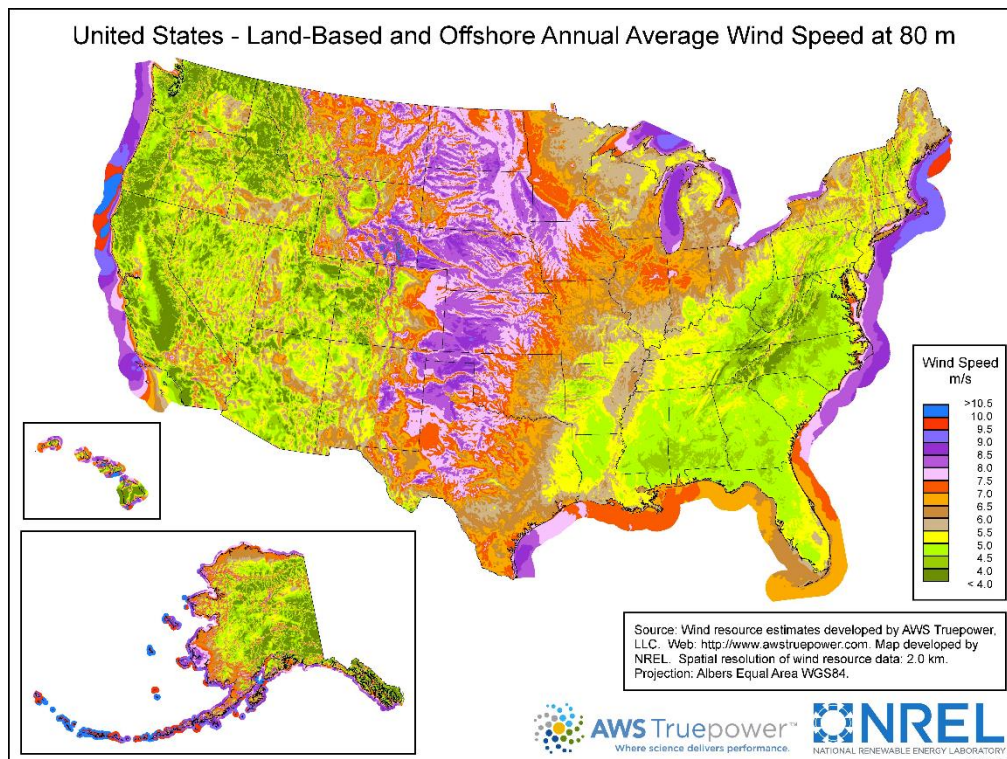 United States - Land-Based and Offshore Annual Average Wind Speed at 80 m
Wind Speed
m/s
>10.5
10.0
9.5
9.0
8.5
8.0
7.5
7.0
6.5
6.0
5.5
5.0
4.5
4.0
< 4.0
Source: Wind resource estimates developed by AWS Truepower,
LLC. Web: http://www.awstruepower.com. Map developed by
NREL. Spatial resolution of wind resource data: 2.0 km.
Projection: Albers Equal Area WGS84.
AWS Truepower™
Where science delivers performance.
NREL
NATIONAL RENEWABLE ENERGY LABORATORY